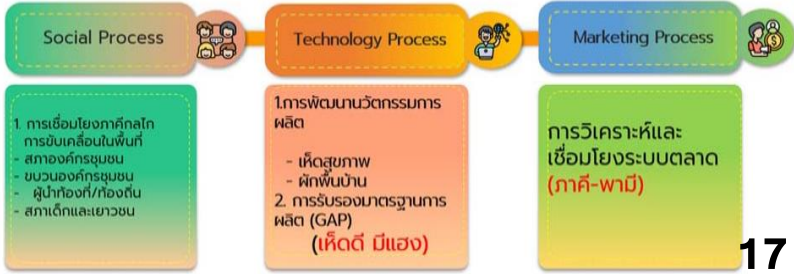 Social Process
Technology Process
Marketing Process
1. การเชื่อมโยงภาคีกลไก
การขับเคลื่อนในพื้นที่
- สภาองค์กรชุมชน
- ขบวนองค์กรชุมชน
- ผู้นำท้องที่/ท้องถิ่น
- สภาเด็กและเยาวชน
1.การพัฒนานวัตกรรมการ
ผลิต
- เห็ดสุขภาพ
- ผักพื้นบ้าน
2. การรับรองมาตรฐานการ
ผลิต (GAP)
(เห็ดดี มีแฮง)
การวิเคราะห์และ
เชื่อมโยงระบบตลาด
(ภาคี-พามี)
17